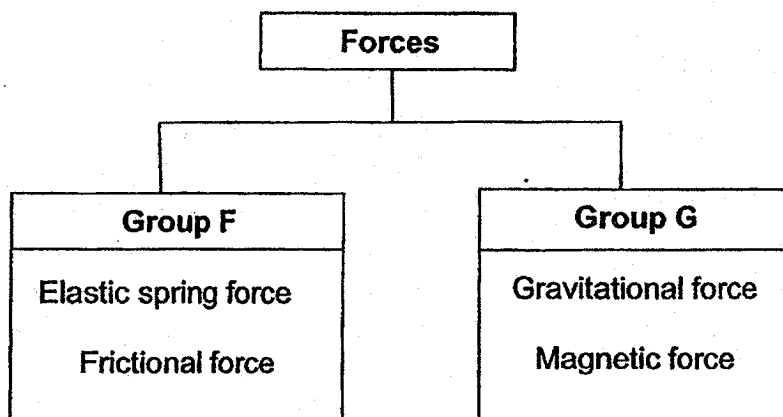 Forces
Group F
Elastic spring force
Frictional force
Group G
Gravitational force
Magnetic force